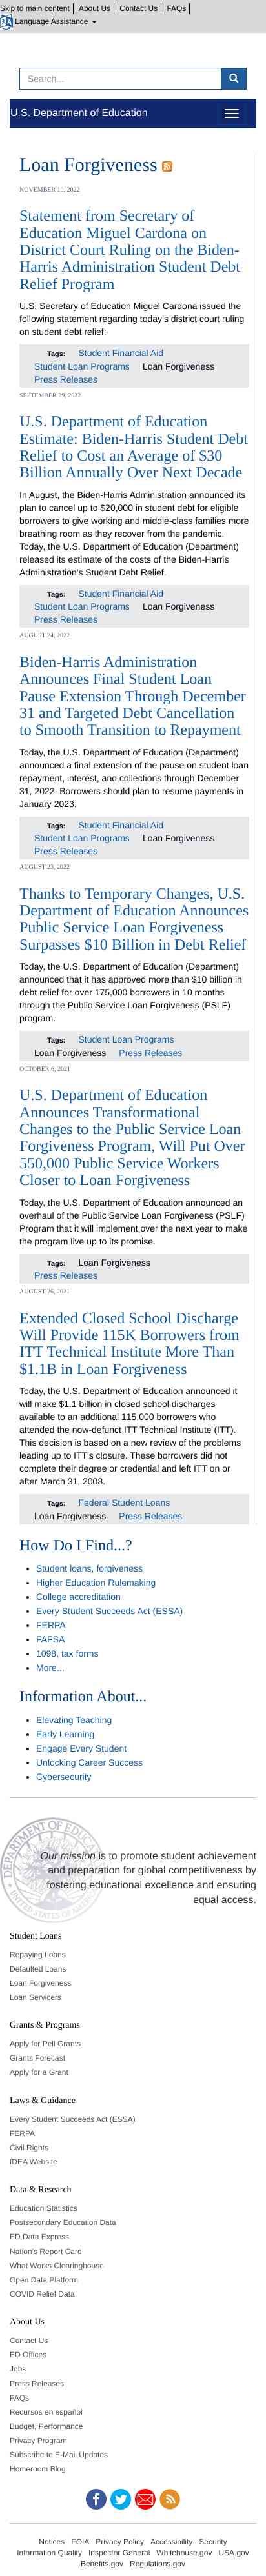 Skip to main content | About Us | Contact Us | FAQs |
Language Assistance
Search...
U.S. Department of Education
Loan Forgiveness
NOVEMBER 10, 2022
Statement from Secretary of
Education Miguel Cardona on
District Court Ruling on the Biden-
Harris Administration Student Debt
Relief Program
U.S. Secretary of Education Miguel Cardona issued the
following statement regarding today's district court ruling
on student debt relief:
Tags: Student Financial Aid
Student Loan Programs Loan Forgiveness
Press Releases
SEPTEMBER 29, 2022
U.S. Department of Education
Estimate: Biden-Harris Student Debt
Relief to Cost an Average of $30
Billion Annually Over Next Decade
In August, the Biden-Harris Administration announced its
plan to cancel up to $20,000 in student debt for eligible
borrowers to give working and middle-class families more
breathing room as they recover from the pandemic.
Today, the U.S. Department of Education (Department)
released its estimate of the costs of the Biden-Harris
Administration's Student Debt Relief.
Tags: Student Financial Aid
Student Loan Programs Loan Forgiveness
Press Releases
AUGUST 24, 2022
Biden-Harris Administration
Announces Final Student Loan
Pause Extension Through December
31 and Targeted Debt Cancellation
to Smooth Transition to Repayment
Today, the U.S. Department of Education (Department)
announced a final extension of the pause on student loan
repayment, interest, and collections through December
31, 2022. Borrowers should plan to resume payments in
January 2023.
Tags: Student Financial Aid
Student Loan Programs Loan Forgiveness
Press Releases
AUGUST 23, 2022
Thanks to Temporary Changes, U.S.
Department of Education Announces
Public Service Loan Forgiveness
Surpasses $10 Billion in Debt Relief
Today, the U.S. Department of Education (Department)
announced that it has approved more than $10 billion in
debt relief for over 175,000 borrowers in 10 months
through the Public Service Loan Forgiveness (PSLF)
program.
Tags: Student Loan Programs
Loan Forgiveness Press Releases
OCTOBER 6, 2021
U.S. Department of Education
Announces Transformational
Changes to the Public Service Loan
Forgiveness Program, Will Put Over
550,000 Public Service Workers
Closer to Loan Forgiveness
Today, the U.S. Department of Education announced an
overhaul of the Public Service Loan Forgiveness (PSLF)
Program that it will implement over the next year to make
the program live up to its promise.
Tags: Loan Forgiveness
Press Releases
AUGUST 26, 2021
Extended Closed School Discharge
Will Provide 115K Borrowers from
ITT Technical Institute More Than
$1.1B in Loan Forgiveness
Today, the U.S. Department of Education announced it
will make $1.1 billion in closed school discharges
available to an additional 115,000 borrowers who
attended the now-defunct ITT Technical Institute (ITT).
This decision is based on a new review of the problems
leading up to ITT's closure. These borrowers did not
complete their degree or credential and left ITT on or
after March 31, 2008.
Tags: Federal Student Loans
Loan Forgiveness Press Releases
How Do I Find...?
Student loans, forgiveness
Higher Education Rulemaking
College accreditation
Every Student Succeeds Act (ESSA)
FERPA
FAFSA
1098, tax forms
More...
Information About...
Elevating Teaching
Early Learning
Engage Every Student
Unlocking Career Success
Cybersecurity
Our mission is to promote student achievement
and preparation for global competitiveness by
fostering educational excellence and ensuring
equal access.
Student Loans
Repaying Loans
Defaulted Loans
Loan Forgiveness
Loan Servicers
Grants & Programs
Apply for Pell Grants
Grants Forecast
Apply for a Grant
Laws & Guidance
Every Student Succeeds Act (ESSA)
FERPA
Civil Rights
IDEA Website
Data & Research
Education Statistics
Postsecondary Education Data
ED Data Express
Nation's Report Card
What Works Clearinghouse
Open Data Platform
COVID Relief Data
About Us
Contact Us
ED Offices
Jobs
Press Releases
FAQs
Recursos en español
Budget, Performance
Privacy Program
Subscribe to E-Mail Updates
Homeroom Blog
Notices FOIA Privacy Policy Accessibility Security
Information Quality Inspector General Whitehouse.gov USA.gov
Benefits.gov Regulations.gov